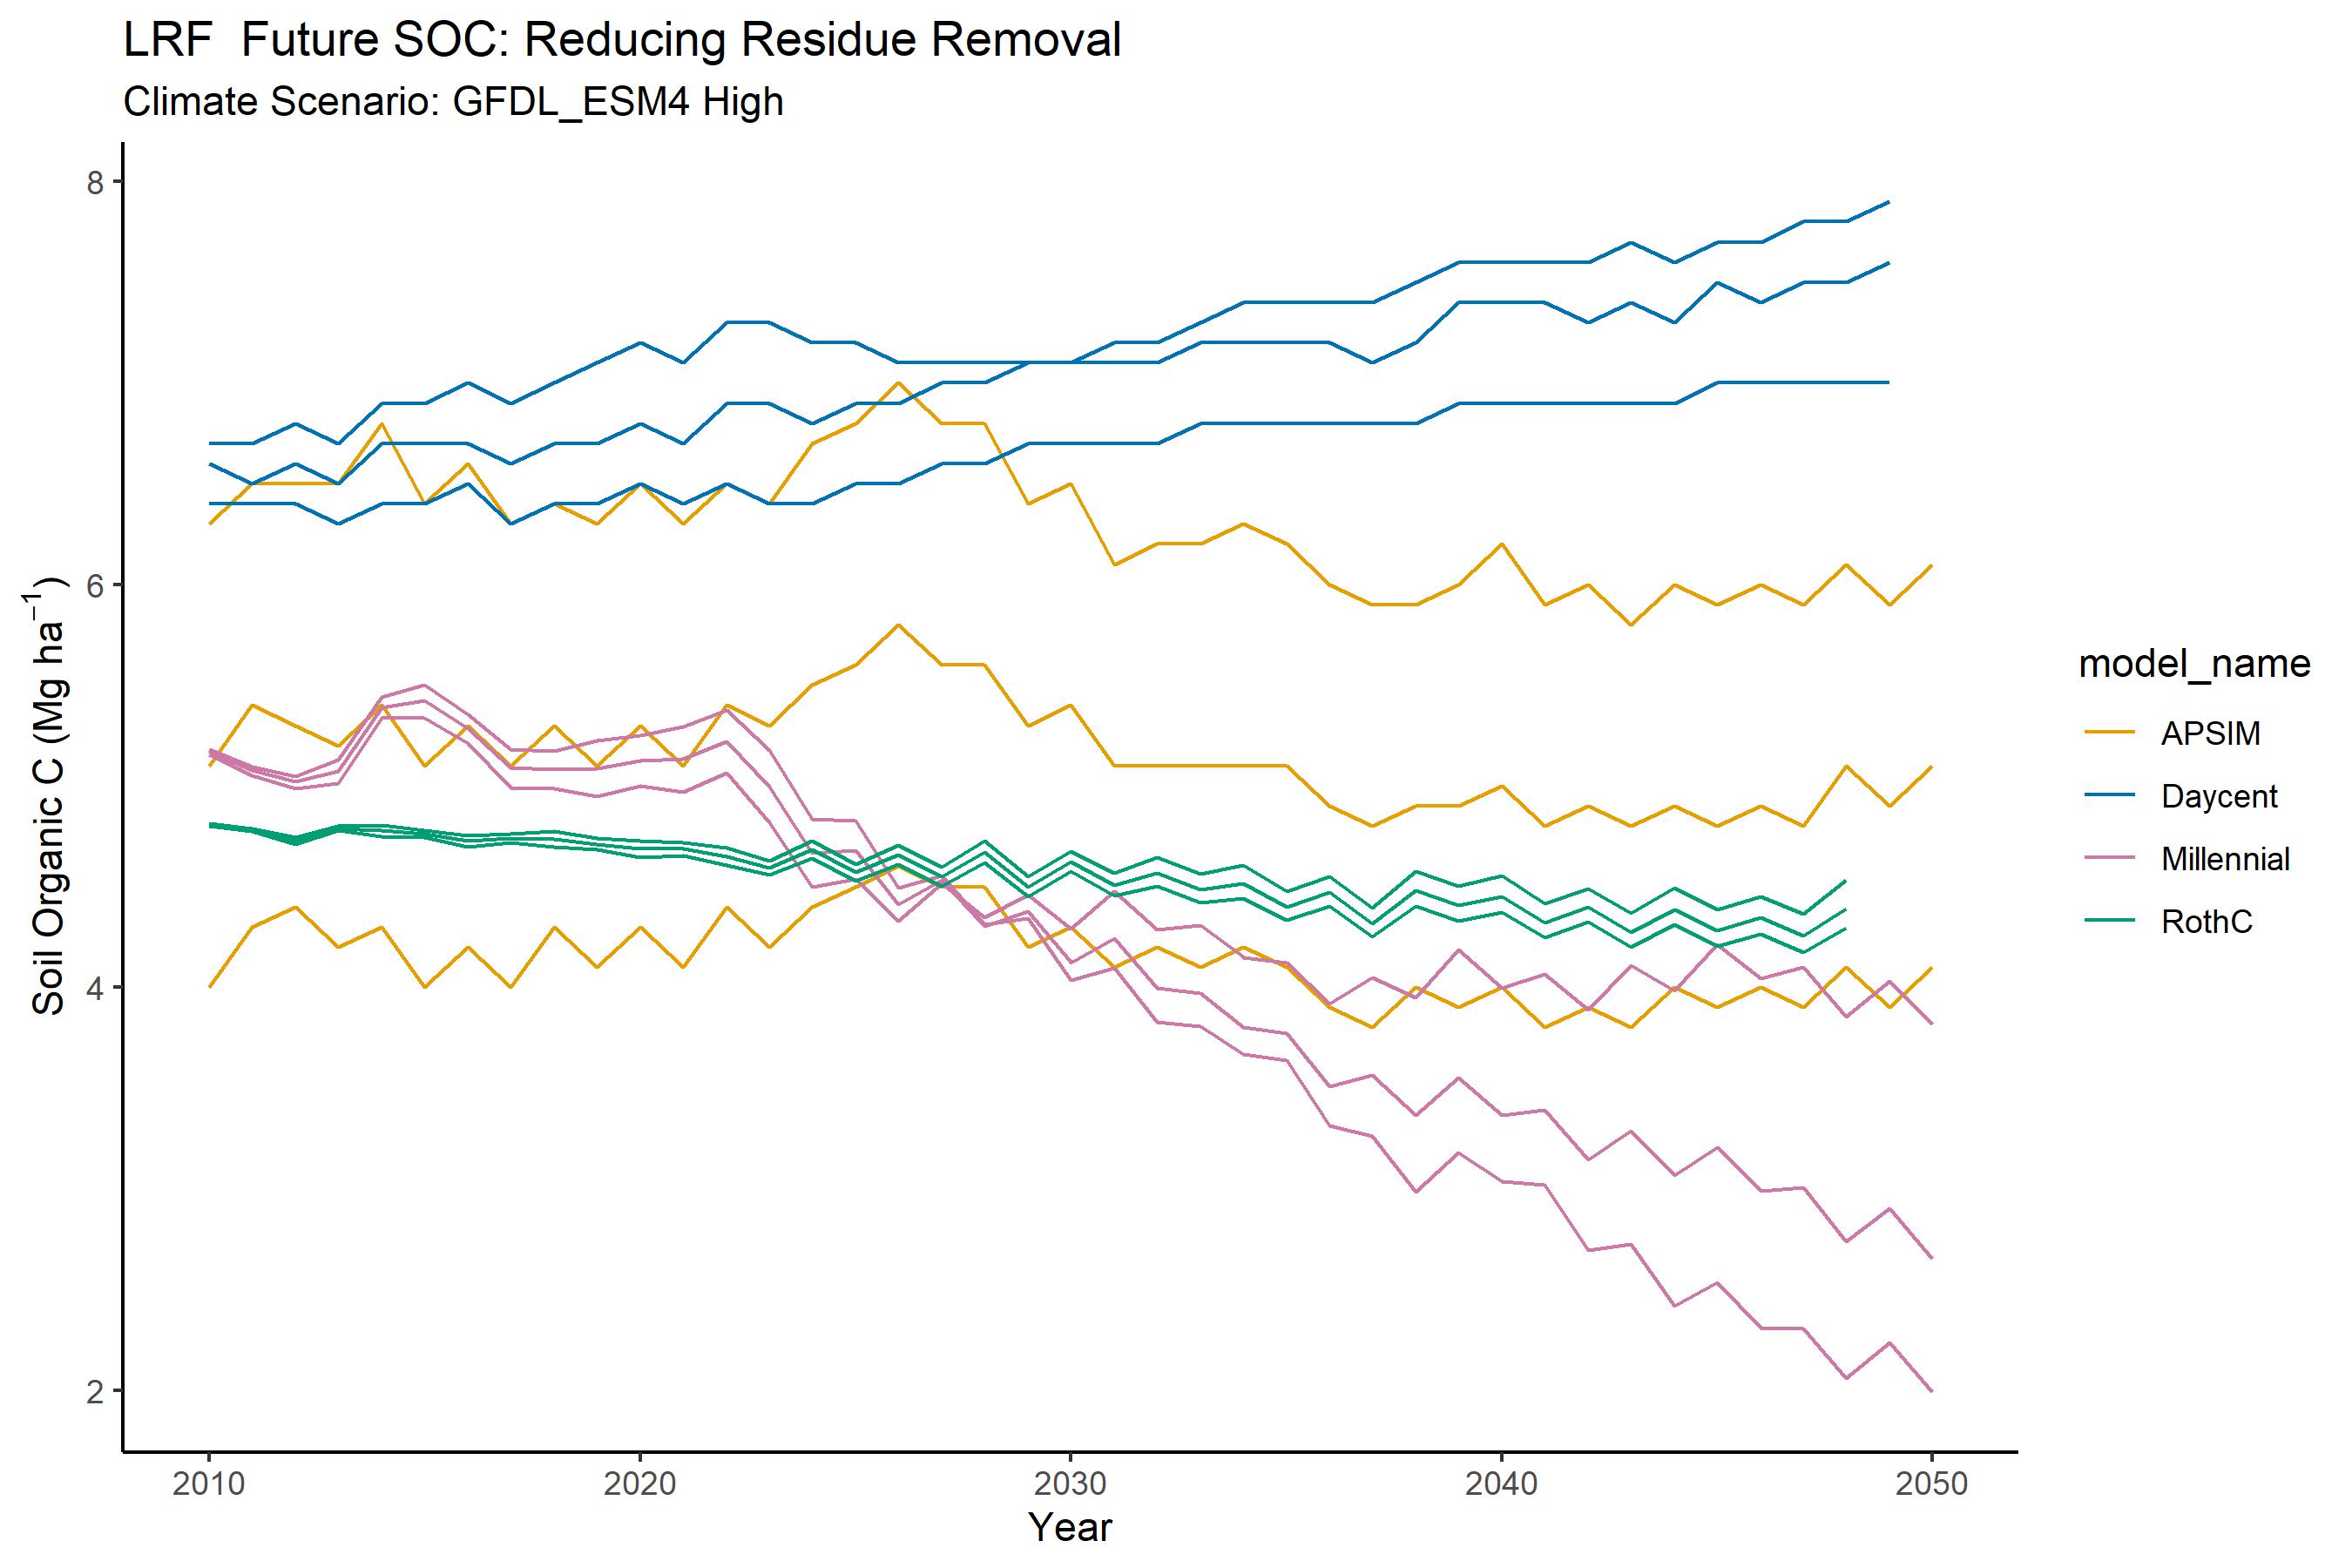 LRF  Future SOC: Reducing Residue Removal
Climate Scenario: GFDL_ESM4 High
8
6
4
2
Soil Organic C (Mg ha⁻¹)
2010 2020 2030 2040 2050
Year
model_name
APSIM
Daycent
Millennial
RothC